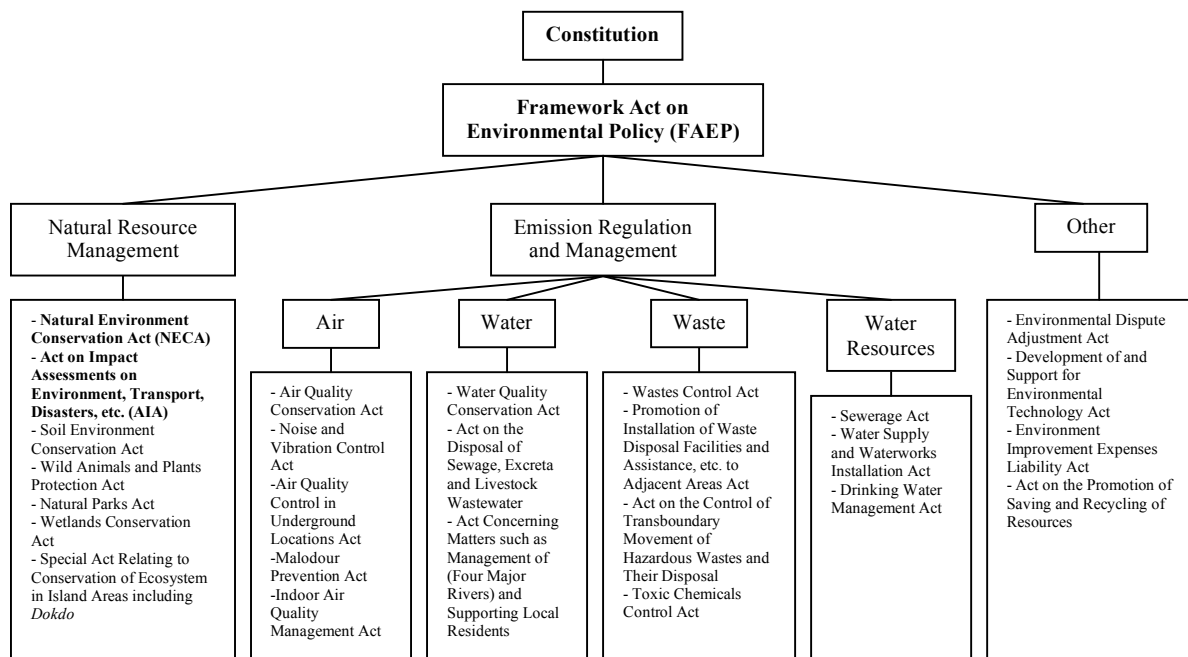 Constitution
Framework Act on
Environmental Policy (FAEP)
Natural Resource
Management
Emission Regulation
and Management
Other
- Natural Environment
Conservation Act (NECA)
- Act on Impact
Assessments on
Environment, Transport,
Disasters, etc. (AIA)
- Soil Environment
Conservation Act
- Wild Animals and Plants
Protection Act
- Natural Parks Act
- Wetlands Conservation
Act
- Special Act Relating to
Conservation of Ecosystem
in Island Areas including
Dokdo
Air
- Air Quality
Conservation Act
- Noise and
Vibration Control
Act
-Air Quality
Control in
Underground
Locations Act
-Malodour
Prevention Act
-Indoor Air
Quality
Management Act
Water
- Water Quality
Conservation Act
- Act on the
Disposal of
Sewage, Excreta
and Livestock
Wastewater
- Act Concerning
Matters such as
Management of
(Four Major
Rivers) and
Supporting Local
Residents
Waste
- Wastes Control Act
- Promotion of
Installation of Waste
Disposal Facilities and
Assistance, etc. to
Adjacent Areas Act
- Act on the Control of
Transboundary
Movement of
Hazardous Wastes and
Their Disposal
- Toxic Chemicals
Control Act
Water
Resources
- Sewerage Act
- Water Supply
and Waterworks
Installation Act
- Drinking Water
Management Act
- Environmental Dispute
Adjustment Act
- Development of and
Support for
Environmental
Technology Act
- Environment
Improvement Expenses
Liability Act
- Act on the Promotion of
Saving and Recycling of
Resources